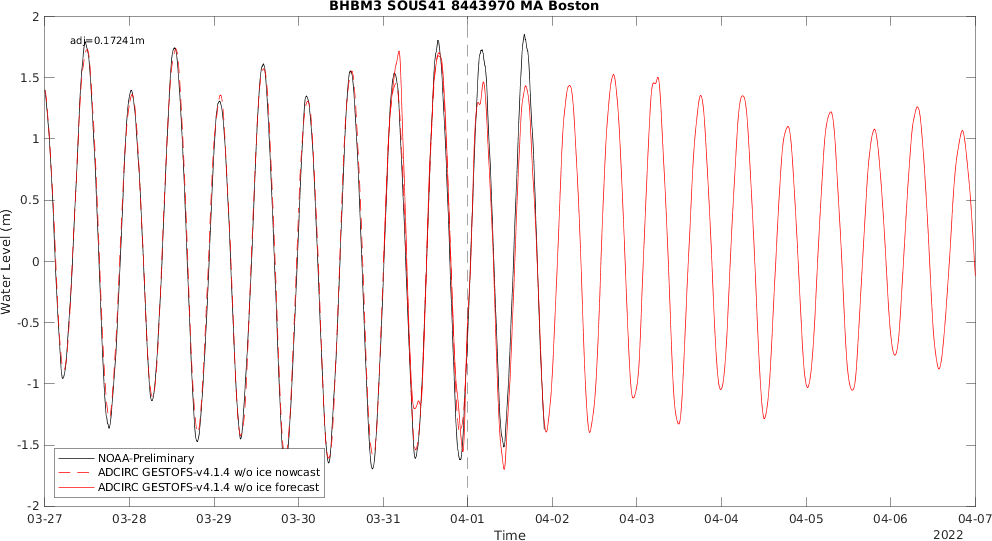 BHBM3 SOUS41 8443970 MA Boston
adj=0.17241m
2
1.5
1
0.5
0
-0.5
-1
-1.5
-2
Water Level (m)
NOAA-Preliminary
ADCIRC GESTOFS-v4.1.4 w/o ice nowcast
ADCIRC GESTOFS-v4.1.4 w/o ice forecast
03-27 03-28 03-29 03-30 03-31 04-01 04-02 04-03 04-04 04-05 04-06 04-07
Time
2022